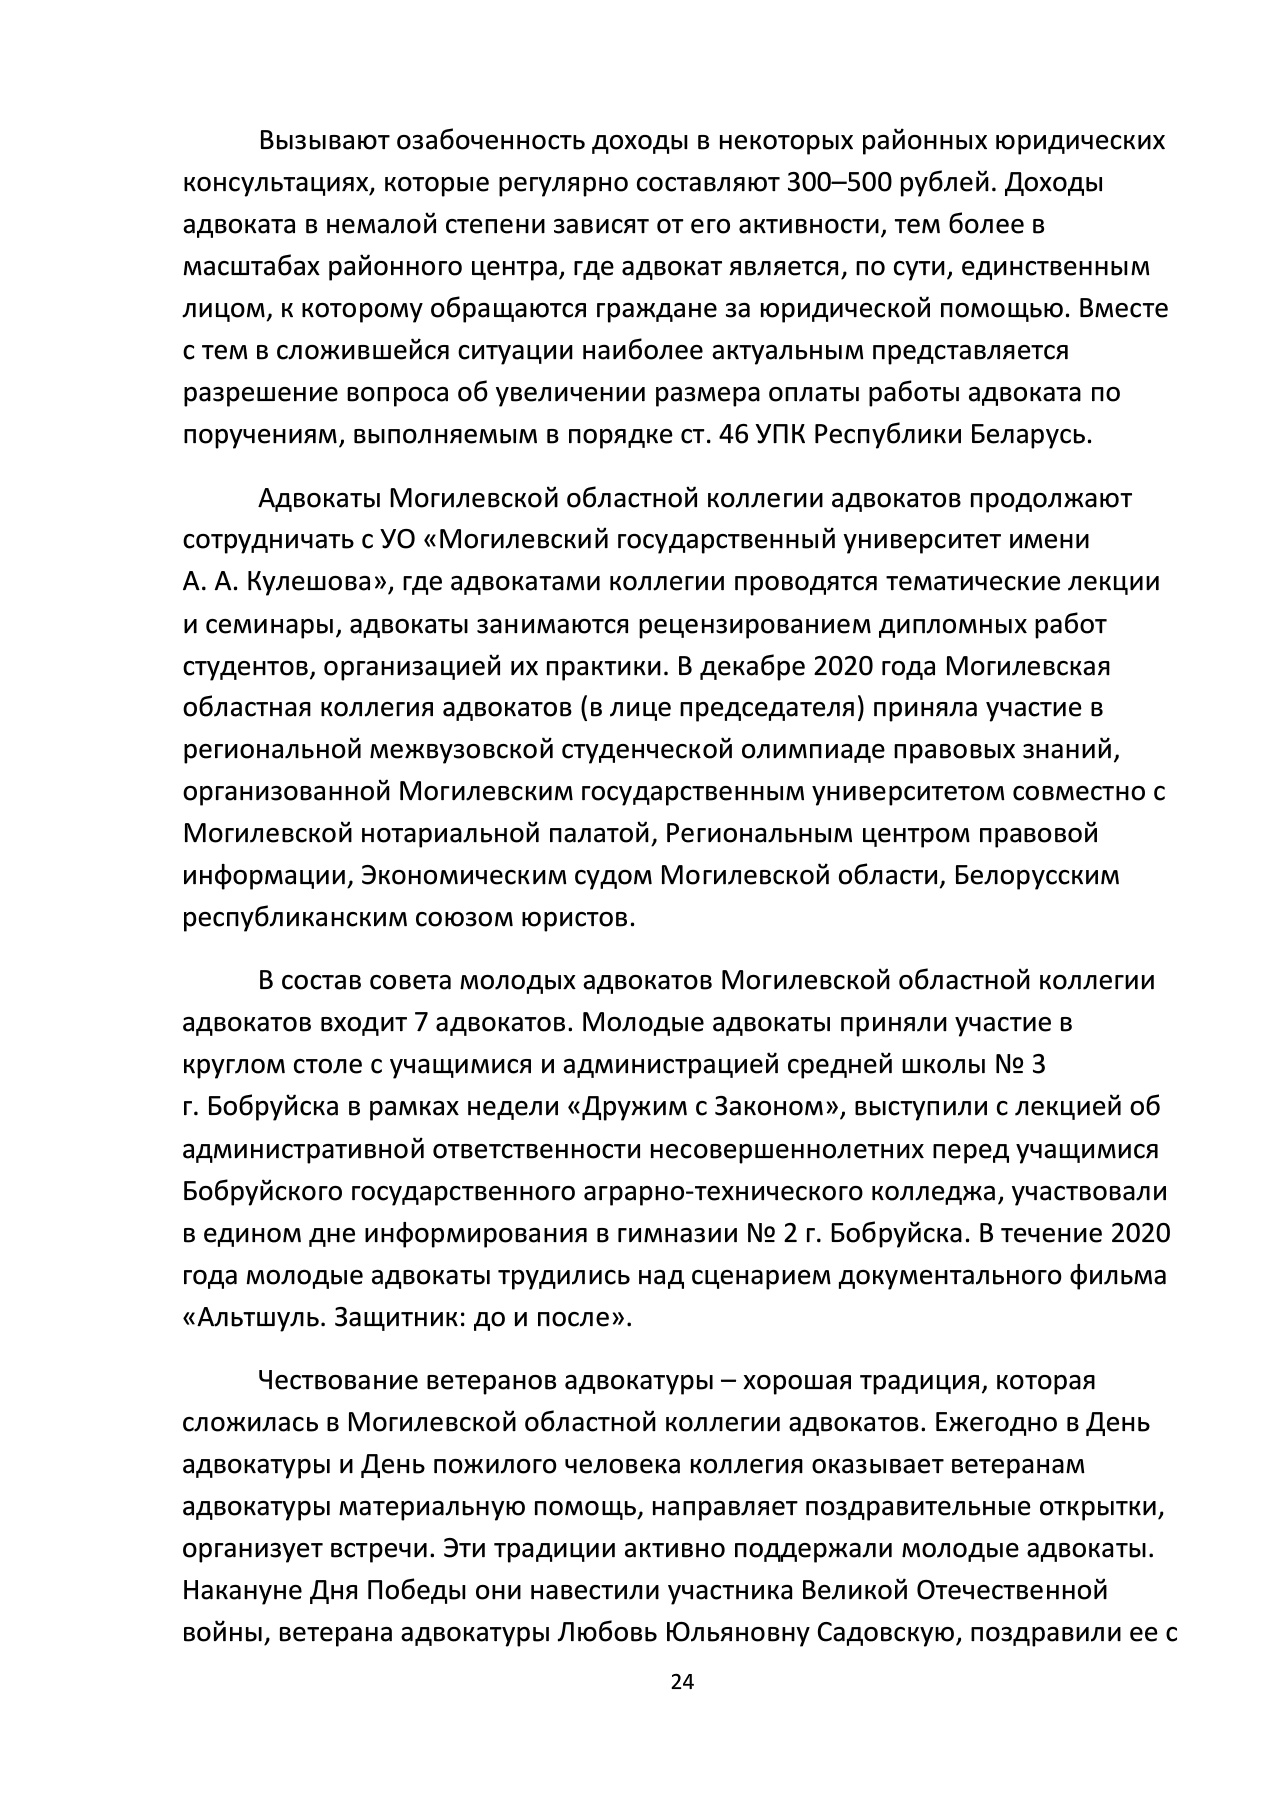 Вызывают озабоченность доходы в некоторых районных юридических
консультациях, которые регулярно составляют 300–500 рублей. Доходы
адвоката в немалой степени зависят от его активности, тем более в
масштабах районного центра, где адвокат является, по сути, единственным
лицом, к которому обращаются граждане за юридической помощью. Вместе
с тем в сложившейся ситуации наиболее актуальным представляется
разрешение вопроса об увеличении размера оплаты работы адвоката по
поручениям, выполняемым в порядке ст. 46 УПК Республики Беларусь.
Адвокаты Могилевской областной коллегии адвокатов продолжают
сотрудничать с УО «Могилевский государственный университет имени
А. А. Кулешова», где адвокатами коллегии проводятся тематические лекции
и семинары, адвокаты занимаются рецензированием дипломных работ
студентов, организацией их практики. В декабре 2020 года Могилевская
областная коллегия адвокатов (в лице председателя) приняла участие в
региональной межвузовской студенческой олимпиаде правовых знаний,
организованной Могилевским государственным университетом совместно с
Могилевской нотариальной палатой, Региональным центром правовой
информации, Экономическим судом Могилевской области, Белорусским
республиканским союзом юристов.
В состав совета молодых адвокатов Могилевской областной коллегии
адвокатов входит 7 адвокатов. Молодые адвокаты приняли участие в
круглом столе с учащимися и администрацией средней школы № 3
г. Бобруйска в рамках недели «Дружим с Законом», выступили с лекцией об
административной ответственности несовершеннолетних перед учащимися
Бобруйского государственного аграрно-технического колледжа, участвовали
в едином дне информирования в гимназии № 2 г. Бобруйска. В течение 2020
года молодые адвокаты трудились над сценарием документального фильма
«Альтшуль. Защитник: до и после».
Чествование ветеранов адвокатуры – хорошая традиция, которая
сложилась в Могилевской областной коллегии адвокатов. Ежегодно в День
адвокатуры и День пожилого человека коллегия оказывает ветеранам
адвокатуры материальную помощь, направляет поздравительные открытки,
организует встречи. Эти традиции активно поддержали молодые адвокаты.
Накануне Дня Победы они навестили участника Великой Отечественной
войны, ветерана адвокатуры Любовь Юльяновну Садовскую, поздравили ее с
24